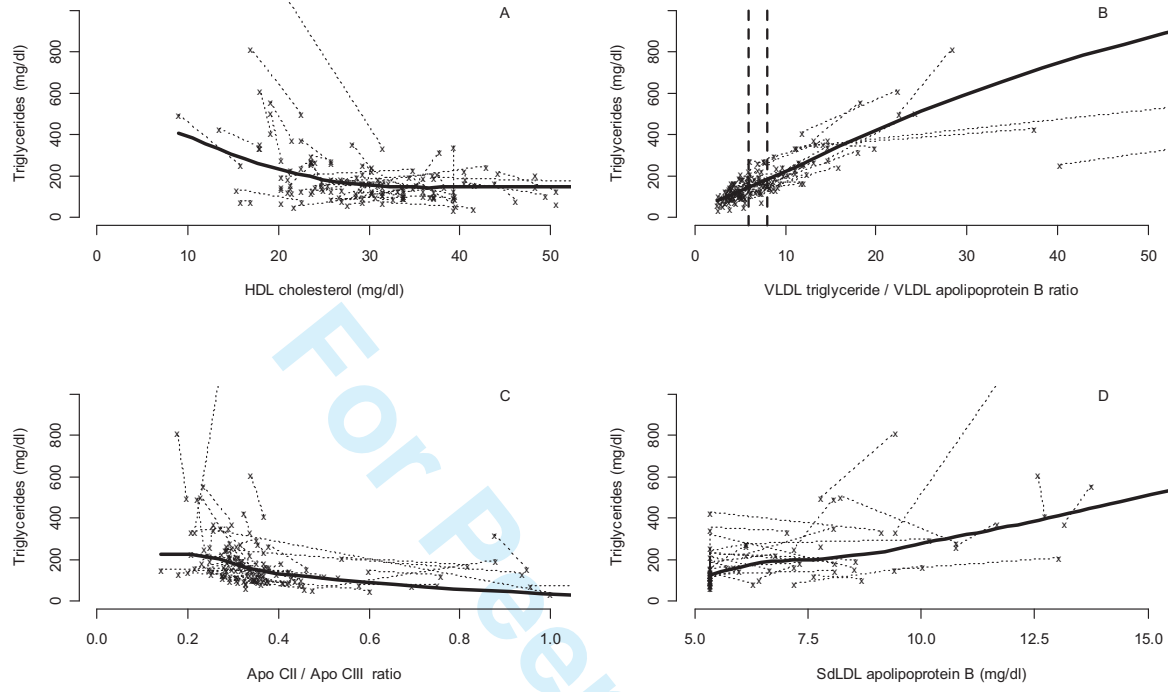 A
Triglycerides (mg/dl)
0 200 400 600 800
0 10 20 30 40 50
HDL cholesterol (mg/dl)
B
Triglycerides (mg/dl)
0 200 400 600 800
0 10 20 30 40 50
VLDL triglyceride / VLDL apolipoprotein B ratio
C
Triglycerides (mg/dl)
0 200 400 600 800
0.0 0.2 0.4 0.6 0.8 1.0
Apo CII / Apo CIII ratio
D
Triglycerides (mg/dl)
0 200 400 600 800
5.0 7.5 10.0 12.5 15.0
SdLDL apolipoprotein B (mg/dl)
For Peer